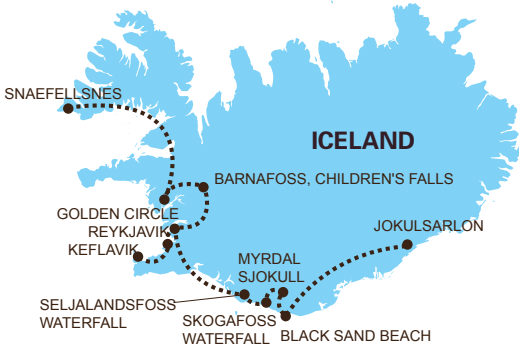 SNAEFELLSNES
ICELAND
BARNAFOSS, CHILDREN'S FALLS
GOLDEN CIRCLE
REYKJAVIK
KEFLAVIK
JOKULSARLON
MYRDAL
SJOKULL
SELJALANDSFOSS
WATERFALL
SKOGAFOSS
WATERFALL
BLACK SAND BEACH